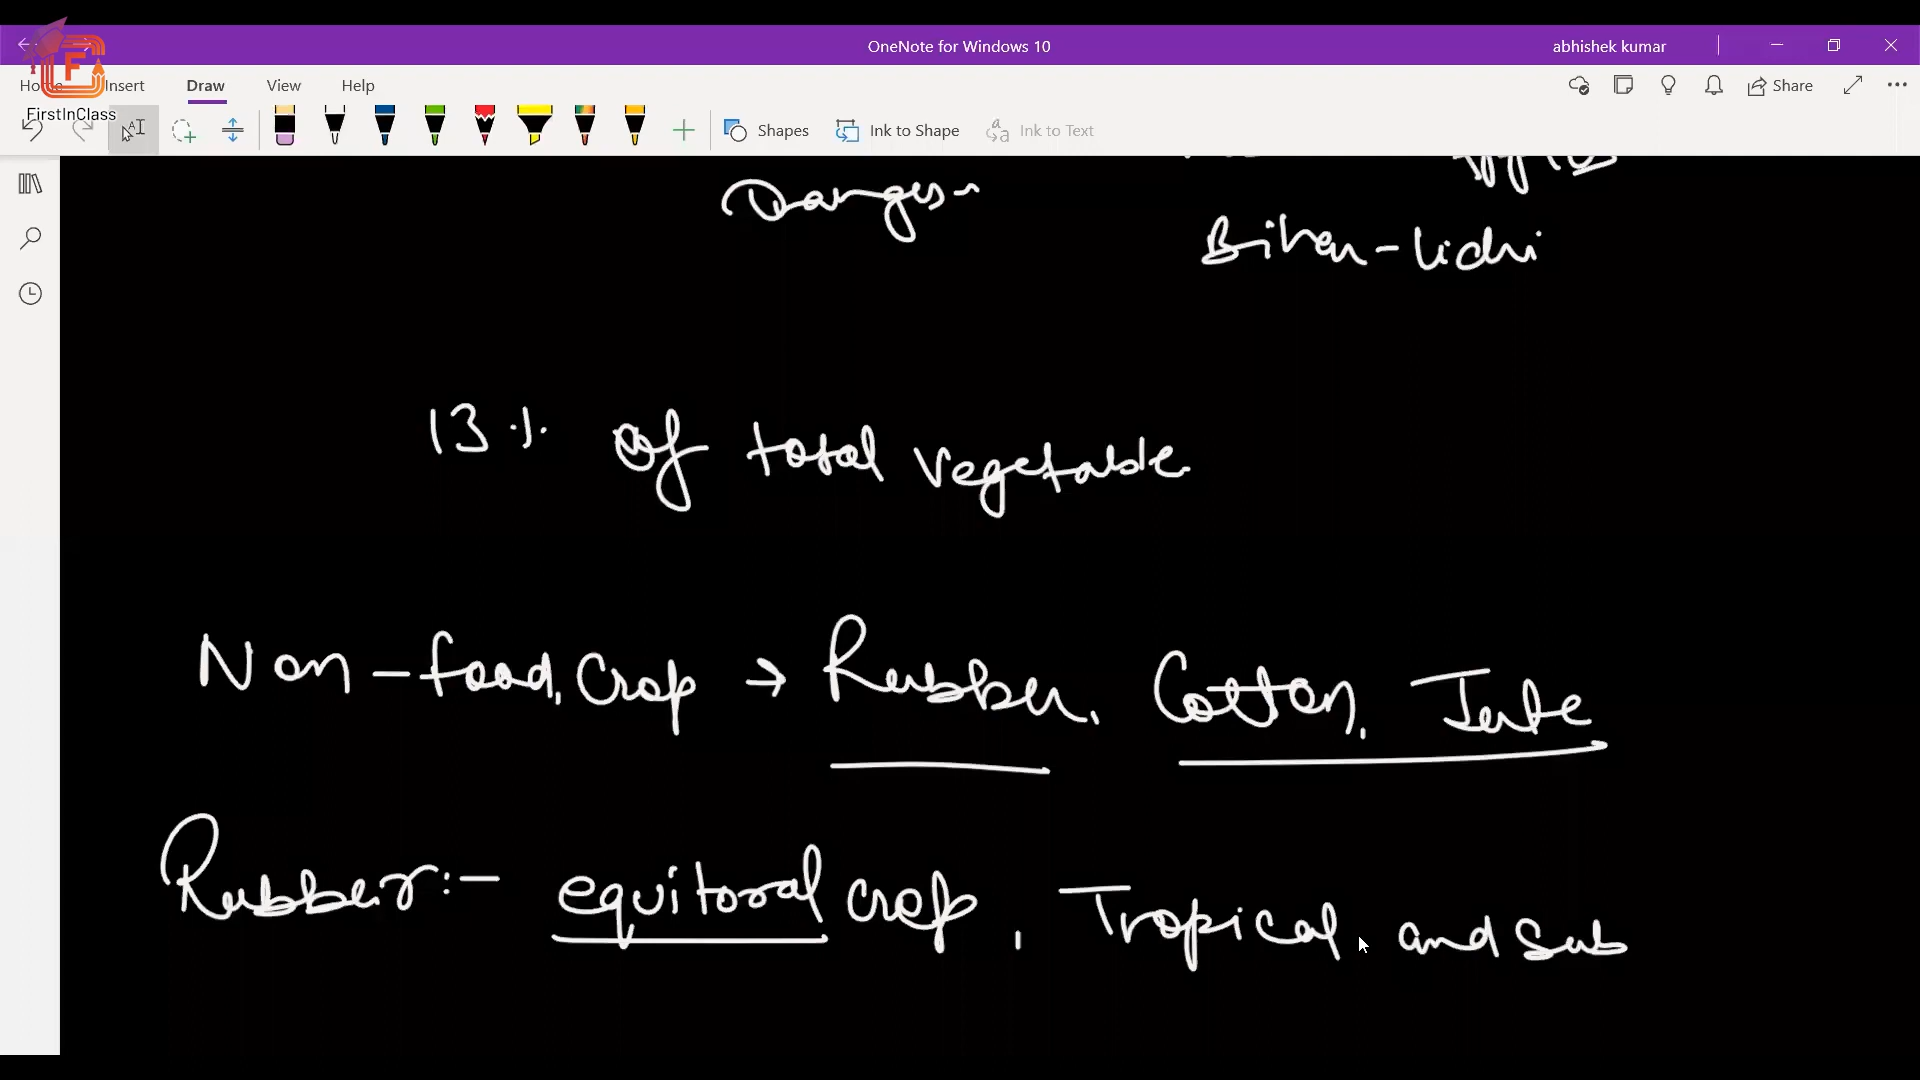 OneNote for Windows 10
abhishek kumar
Home Insert Draw View Help
Share
FirstInClass
Shapes Ink to Shape Ink to Text
Oranges
Bihar - Lichi
13% of total vegetable
Non-food, Crop → Rubber, Cotton, Jute
Rubber:- equitoral crop, Tropical and Sub